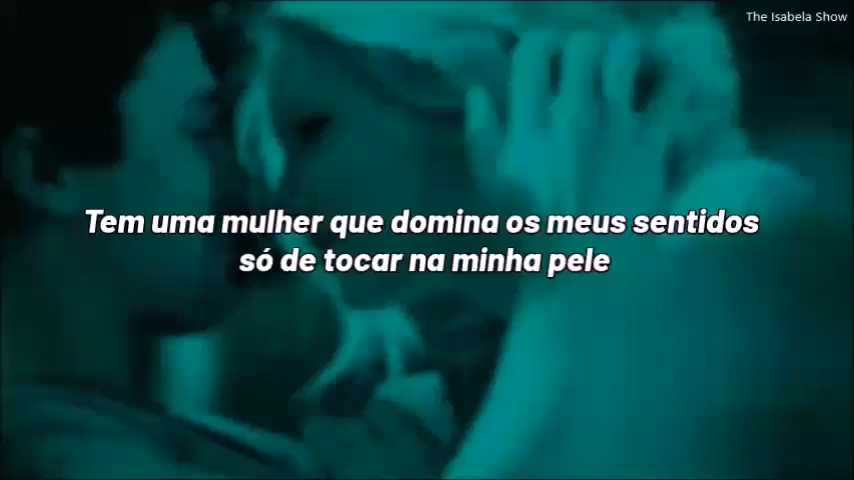 The Isabela Show
Tem uma mulher que domina os meus sentidos
só de tocar na minha pele